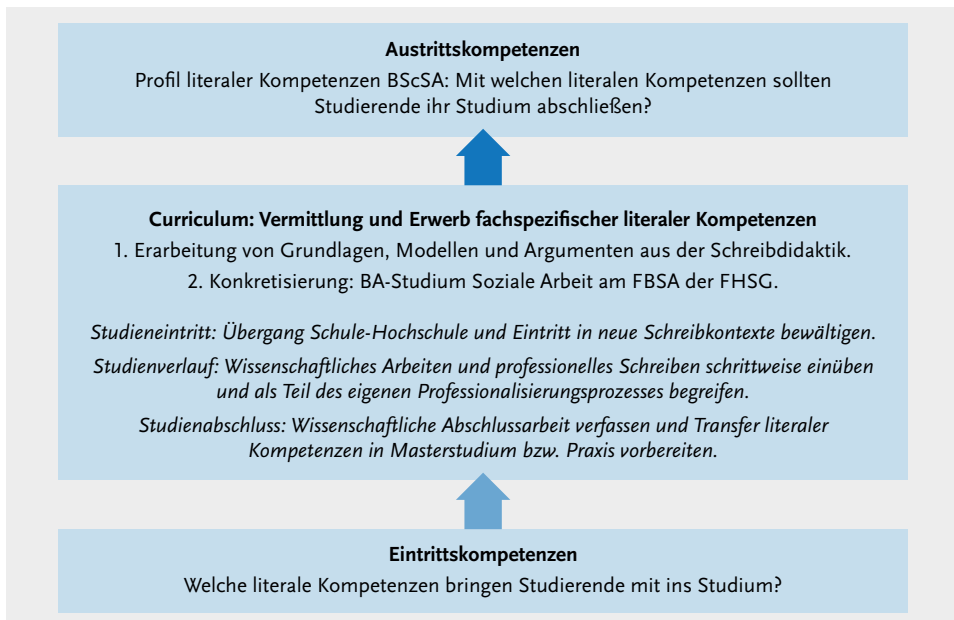 Austrittskompetenzen
Profil literaler Kompetenzen BScSA: Mit welchen literalen Kompetenzen sollten
Studierende ihr Studium abschließen?
Curriculum: Vermittlung und Erwerb fachspezifischer literaler Kompetenzen
1. Erarbeitung von Grundlagen, Modellen und Argumenten aus der Schreibdidaktik.
2. Konkretisierung: BA-Studium Soziale Arbeit am FBSA der FHSG.
Studieneintritt: Übergang Schule-Hochschule und Eintritt in neue Schreibkontexte bewältigen.
Studienverlauf: Wissenschaftliches Arbeiten und professionelles Schreiben schrittweise einüben
und als Teil des eigenen Professionalisierungsprozesses begreifen.
Studienabschluss: Wissenschaftliche Abschlussarbeit verfassen und Transfer literaler
Kompetenzen in Masterstudium bzw. Praxis vorbereiten.
Eintrittskompetenzen
Welche literale Kompetenzen bringen Studierende mit ins Studium?